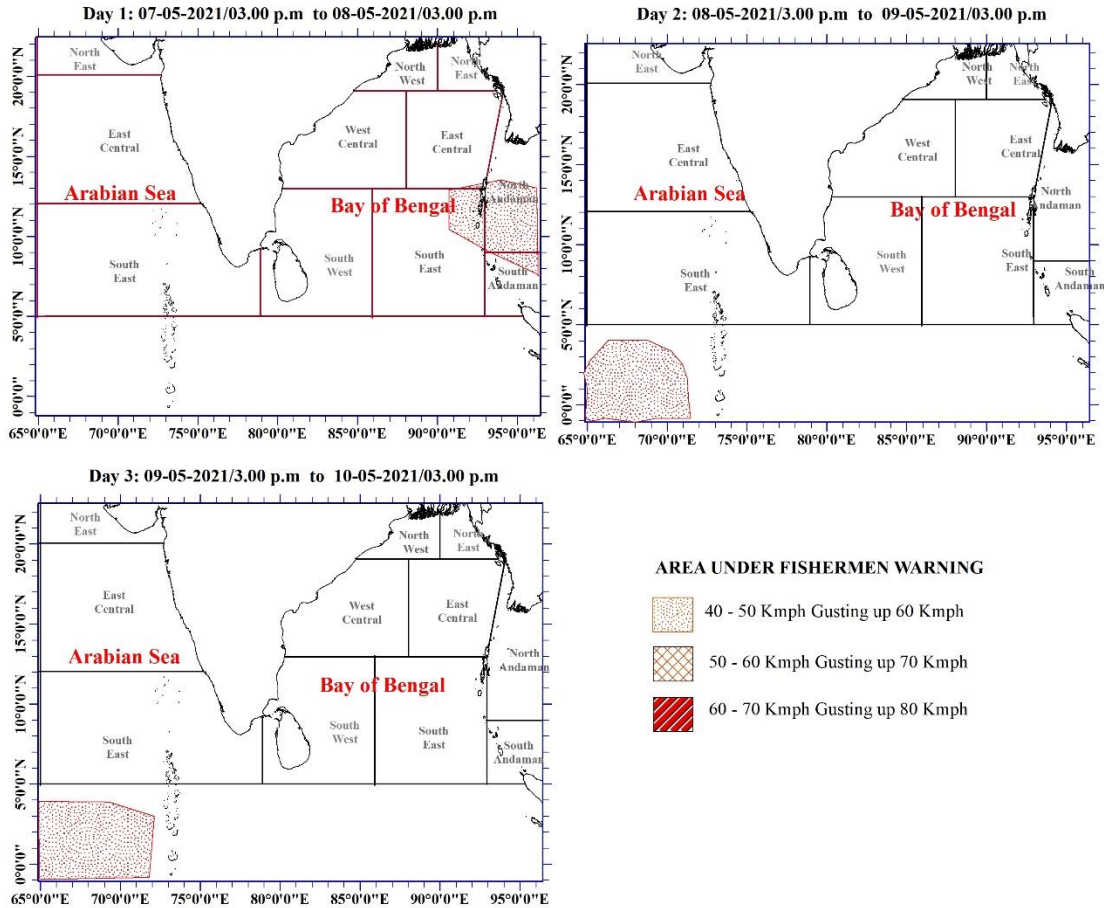 Day 1: 07-05-2021/03.00 p.m to 08-05-2021/03.00 p.m
North
East
North
West
North
East
East
Central
West
Central
East
Central
Arabian Sea
Bay of Bengal
North
Andaman
South
East
South
West
South
East
South
Andaman
20°0'0"N
15°0'0"N
10°0'0"N
5°0'0"N
0°0'0"
65°0'0"E 70°0'0"E 75°0'0"E 80°0'0"E 85°0'0"E 90°0'0"E 95°0'0"E
Day 2: 08-05-2021/3.00 p.m to 09-05-2021/03.00 p.m
North
East
North
West
North
East
East
Central
West
Central
East
Central
Arabian Sea
Bay of Bengal
North
Andaman
South
East
South
West
South
East
South
Andaman
20°0'0"N
15°0'0"N
10°0'0"N
5°0'0"N
0°0'0"
65°0'0"E 70°0'0"E 75°0'0"E 80°0'0"E 85°0'0"E 90°0'0"E 95°0'0"E
Day 3: 09-05-2021/3.00 p.m to 10-05-2021/03.00 p.m
North
East
North
West
North
East
East
Central
West
Central
East
Central
Arabian Sea
Bay of Bengal
North
Andaman
South
East
South
West
South
East
South
Andaman
20°0'0"N
15°0'0"N
10°0'0"N
5°0'0"N
0°0'0"
65°0'0"E 70°0'0"E 75°0'0"E 80°0'0"E 85°0'0"E 90°0'0"E 95°0'0"E
AREA UNDER FISHERMEN WARNING
40 - 50 Kmph Gusting up 60 Kmph
50 - 60 Kmph Gusting up 70 Kmph
60 - 70 Kmph Gusting up 80 Kmph